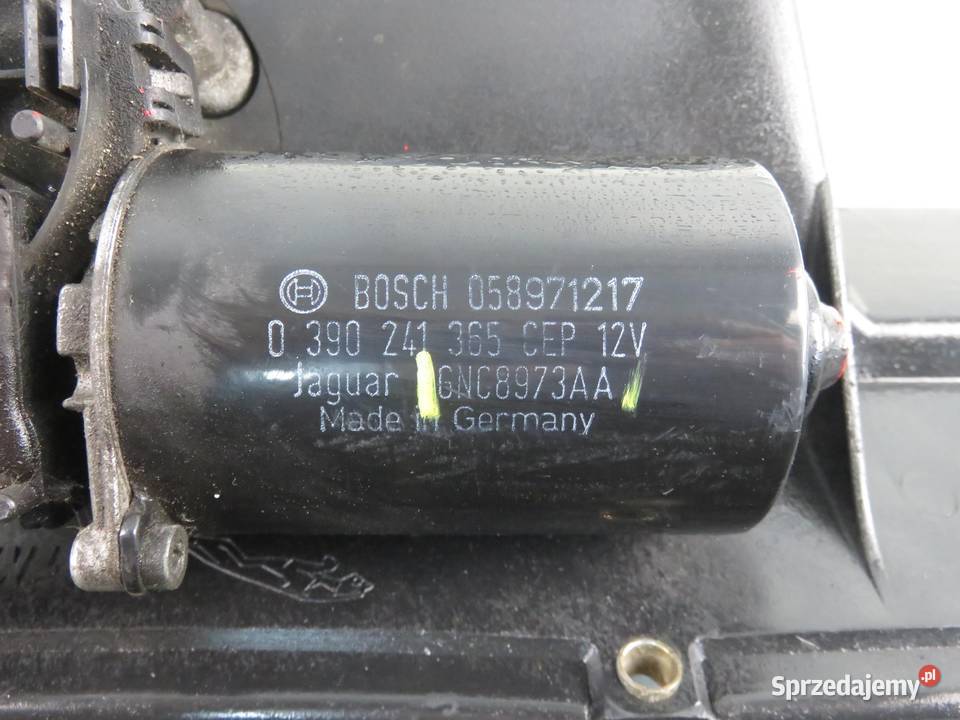 BOSCH 058971217
0 390 241 365 CEP 12V
Jaguar GNC8973AA
Made in Germany
Sprzedajemy.pl